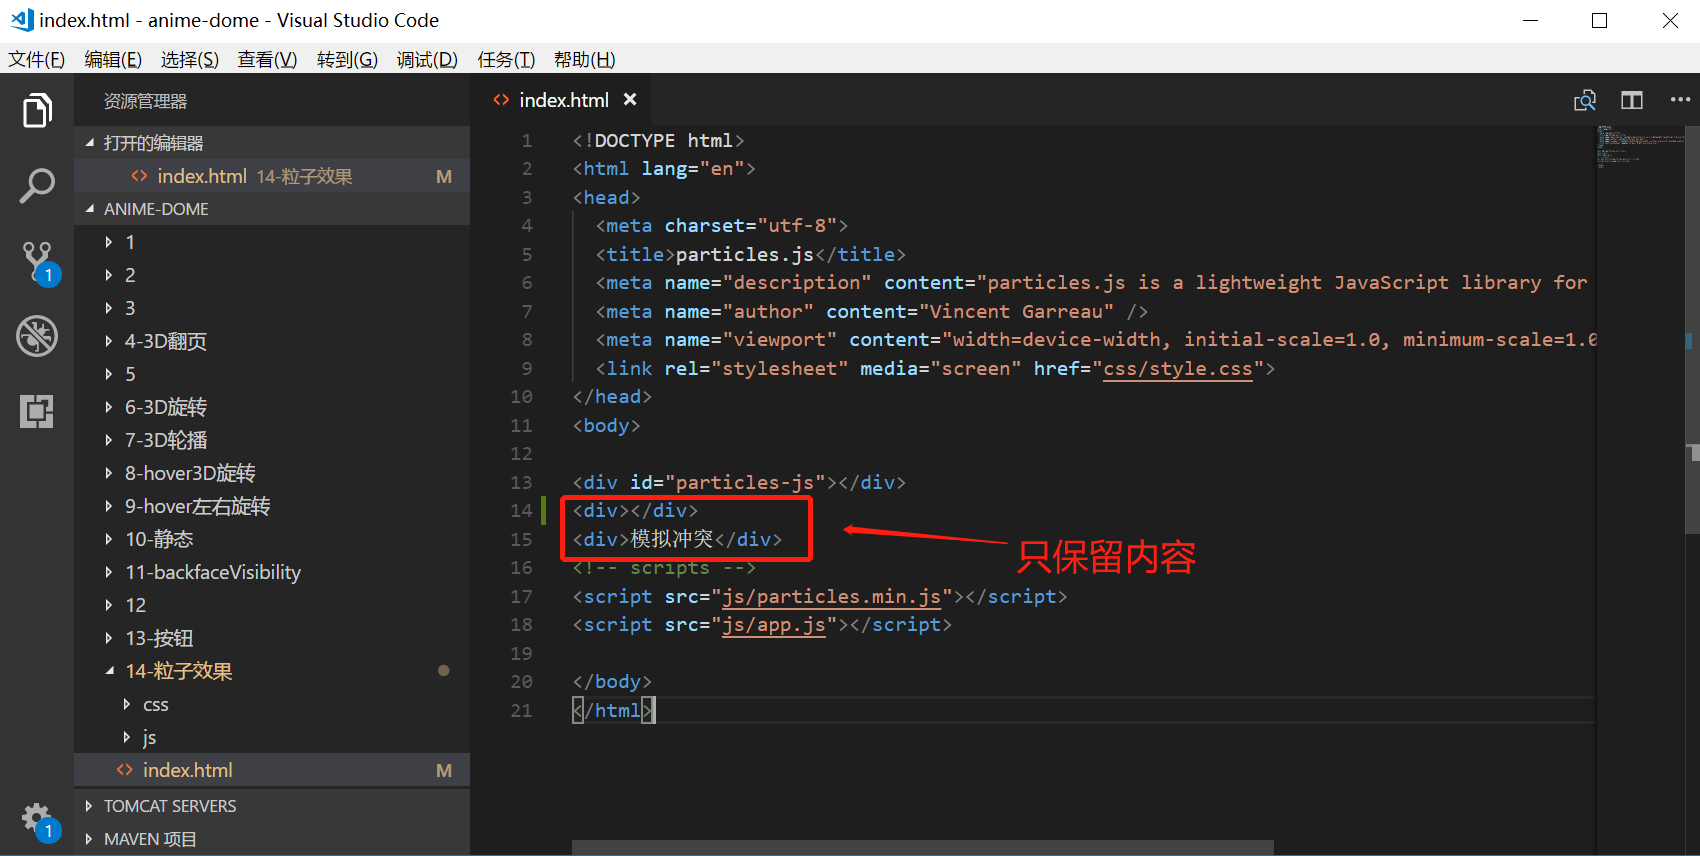 index.html - anime-dome - Visual Studio Code
文件(F) 编辑(E) 选择(S) 查看(V) 转到(G) 调试(D) 任务(T) 帮助(H)
资源管理器
打开的编辑器
index.html 14-粒子效果 M
ANIME-DOME
1
2
3
4-3D翻页
5
6-3D旋转
7-3D轮播
8-hover3D旋转
9-hover左右旋转
10-静态
11-backfaceVisibility
12
13-按钮
14-粒子效果
css
js
index.html M
TOMCAT SERVERS
MAVEN 项目
1
1
index.html
1 <!DOCTYPE html>
2 <html lang="en">
3 <head>
4 <meta charset="utf-8">
5 <title>particles.js</title>
6 <meta name="description" content="particles.js is a lightweight JavaScript library for
7 <meta name="author" content="Vincent Garreau" />
8 <meta name="viewport" content="width=device-width, initial-scale=1.0, minimum-scale=1.0
9 <link rel="stylesheet" media="screen" href="css/style.css">
10 </head>
11 <body>
12
13 <div id="particles-js"></div>
14 <div></div>
15 <div>模拟冲突</div>
只保留内容
16 <!-- scripts -->
17 <script src="js/particles.min.js"></script>
18 <script src="js/app.js"></script>
19
20 </body>
21 </html>